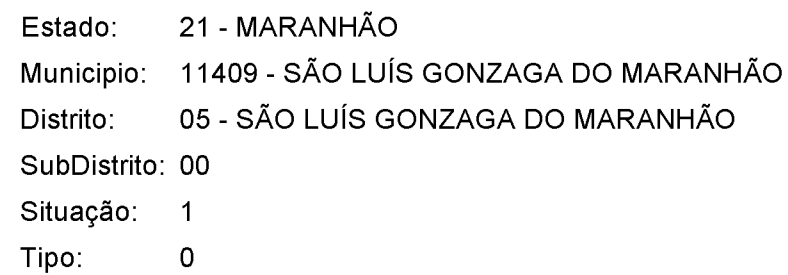 Estado: 21 - MARANHÃO
Municipio: 11409 - SÃO LUÍS GONZAGA DO MARANHÃO
Distrito: 05 - SÃO LUÍS GONZAGA DO MARANHÃO
SubDistrito: 00
Situação: 1
Tipo: 0